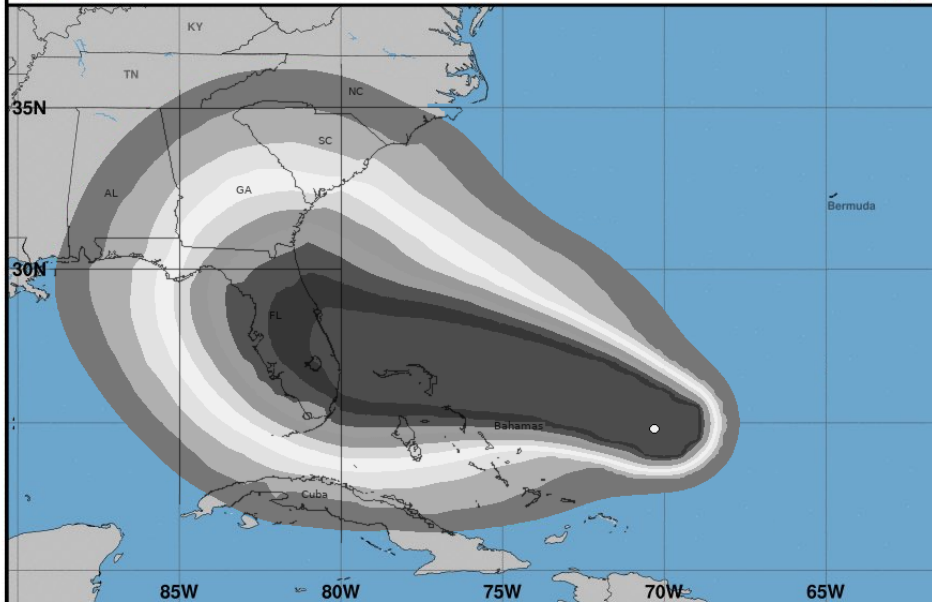 KY
TN
NC
35N
SC
AL
GA
Bermuda
30N
FL
Bahamas
Cuba
85W
80W
75W
70W
65W